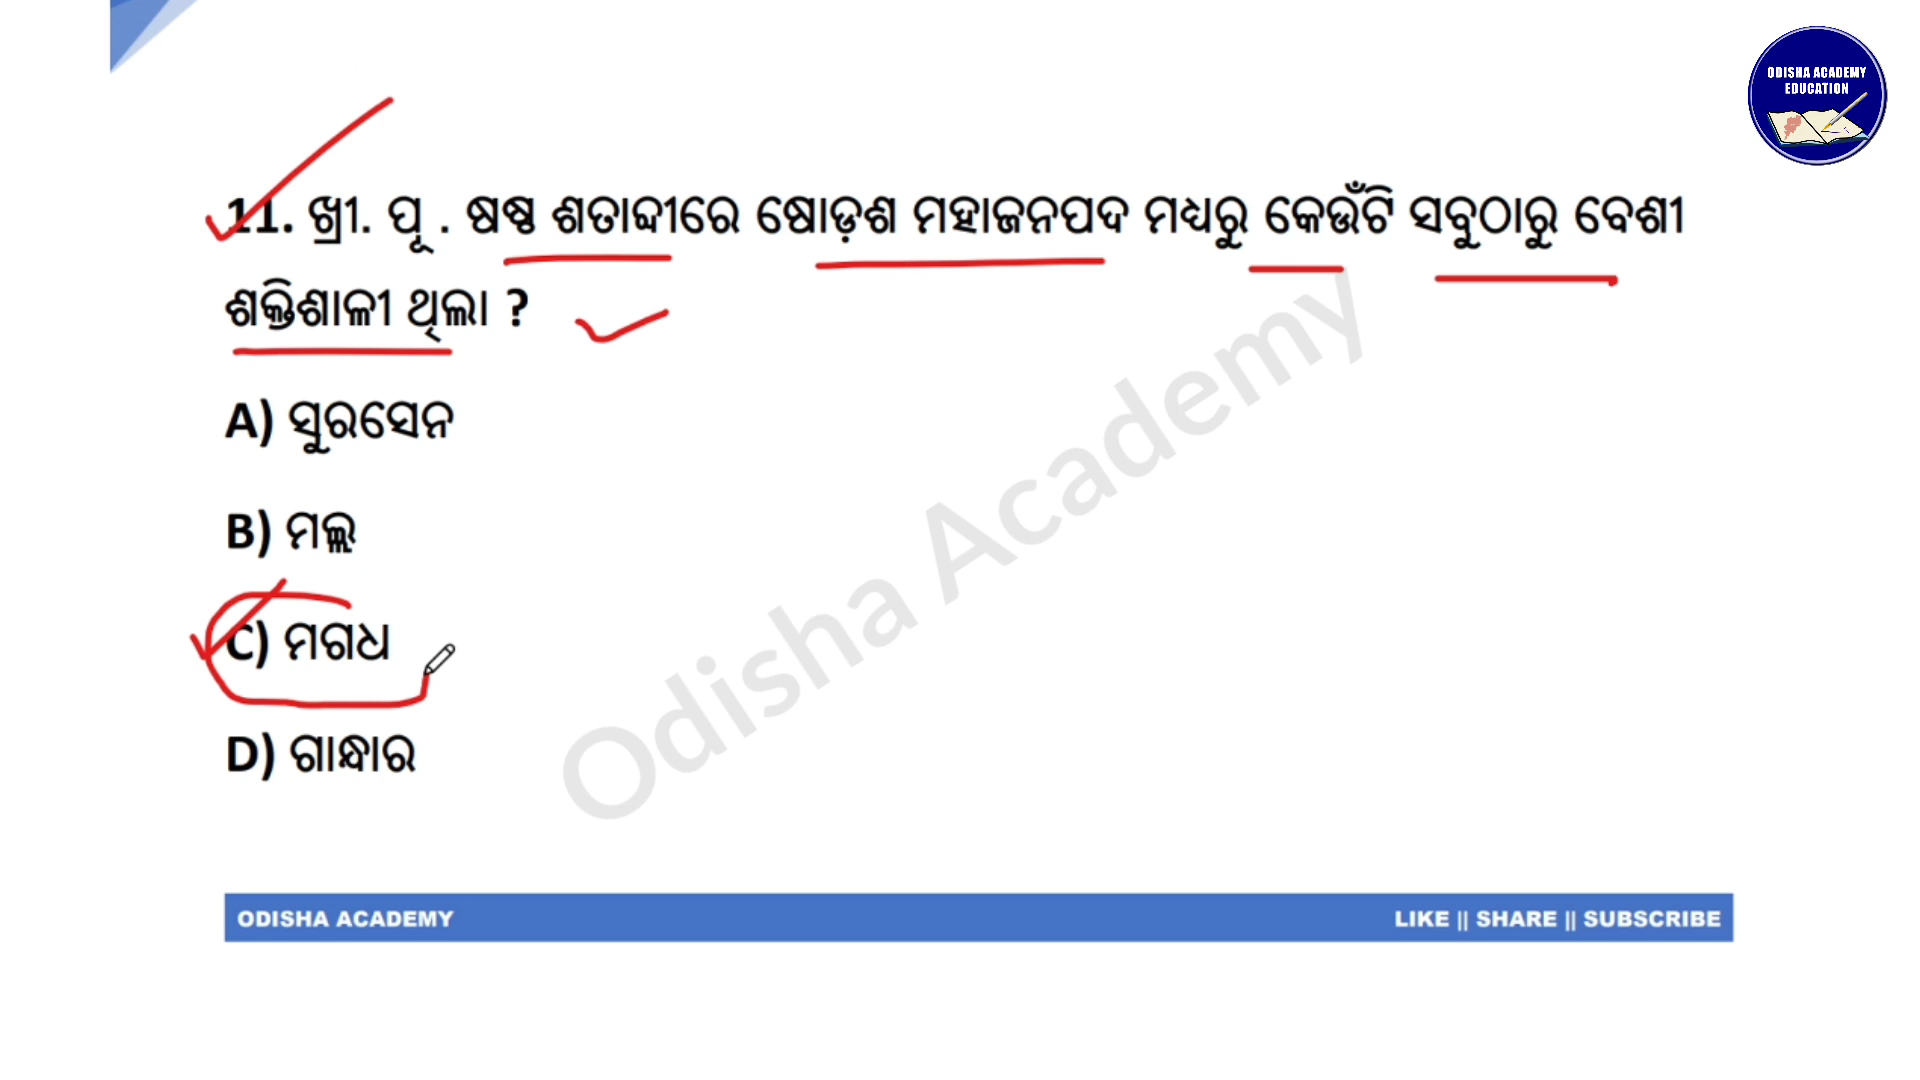 ODISHA ACADEMY
EDUCATION
11. ଖ୍ରୀ. ପୂ . ଷଷ୍ଠ ଶତାବ୍ଦୀରେ ଷୋଡ଼ଶ ମହାଜନପଦ ମଧ୍ୟରୁ କେଉଁଟି ସବୁଠାରୁ ବେଶୀ
ଶକ୍ତିଶାଳୀ ଥିଲା ?
A) ସୁରସେନ
B) ମଲ୍ଲ
C) ମଗଧ
D) ଗାନ୍ଧାର
Odisha Academy
ODISHA ACADEMY
LIKE || SHARE || SUBSCRIBE